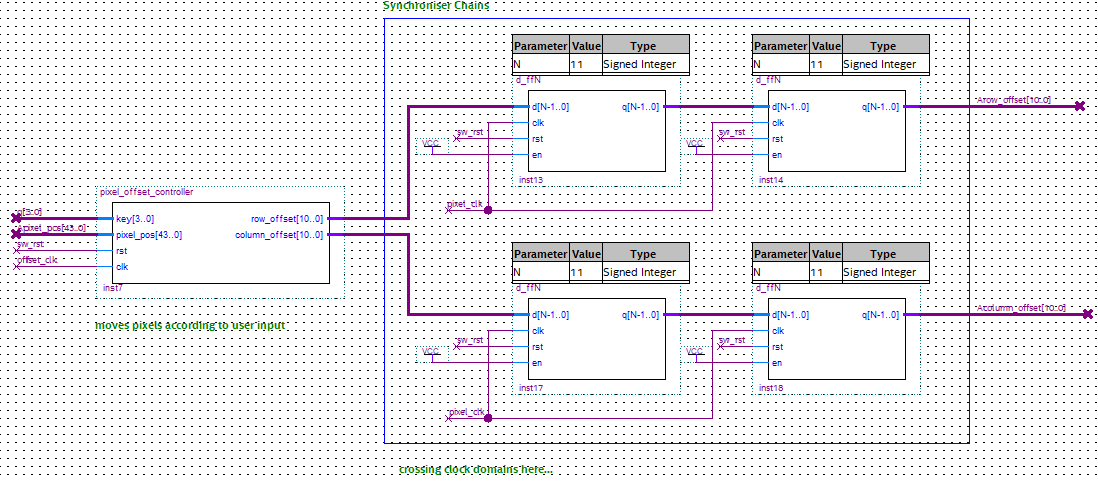 Synchroniser Chains
Parameter Value Type
N 11 Signed Integer
d_ffN
d[N-1..0] q[N-1..0]
clk
rst
en
sw_rst
VCC
inst13
pixel_clk
Parameter Value Type
N 11 Signed Integer
d_ffN
d[N-1..0] q[N-1..0]
clk
rst
en
sw_rst
VCC
inst14
Arow_offset[10..0]
pixel_offset_controller
key[3..0] row_offset[10..0]
pixel_pos[43..0] column_offset[10..0]
rst
clk
sw_rst
offset_clk
inst7
moves pixels according to user input
Parameter Value Type
N 11 Signed Integer
d_ffN
d[N-1..0] q[N-1..0]
clk
rst
en
sw_rst
VCC
inst17
pixel_clk
Parameter Value Type
N 11 Signed Integer
d_ffN
d[N-1..0] q[N-1..0]
clk
rst
en
sw_rst
VCC
inst18
Acolumn_offset[10..0]
crossing clock domains here...